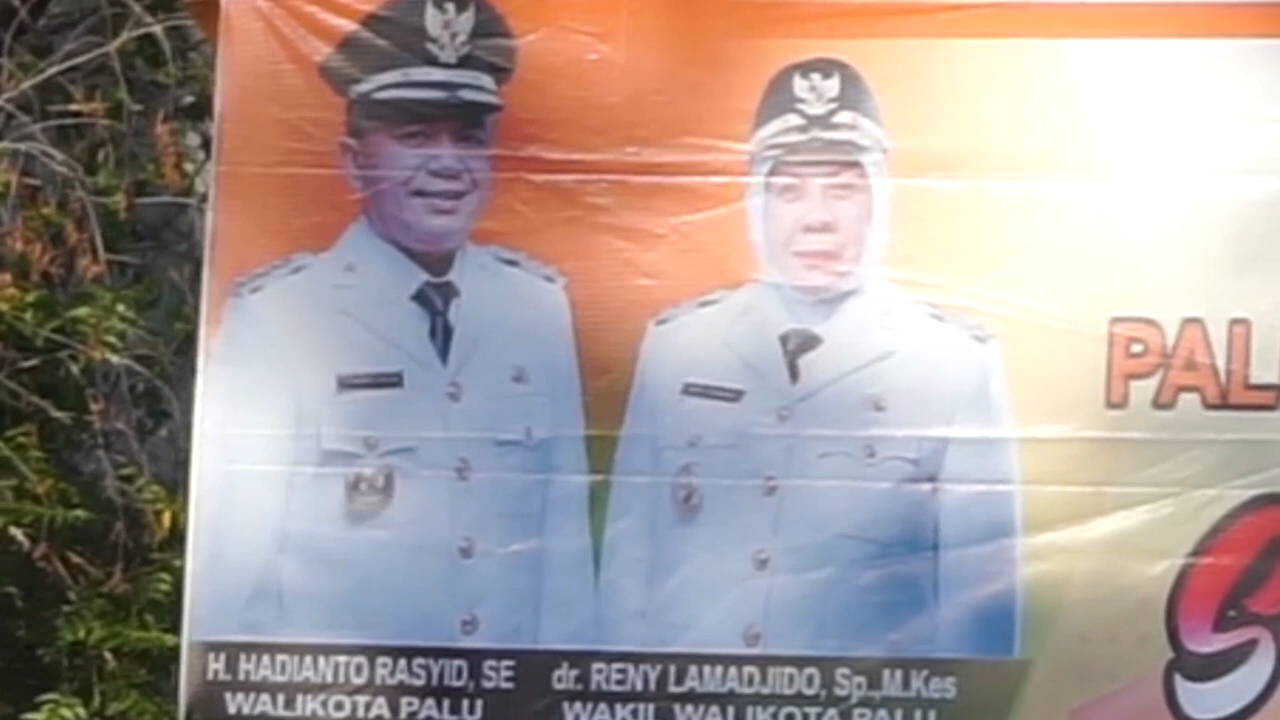 PAL
S
H. HADIANTO RASYID, SE
WALIKOTA PALU
dr. RENY LAMADJIDO, Sp.,M.Kes
WAKIL WALIKOTA PALU